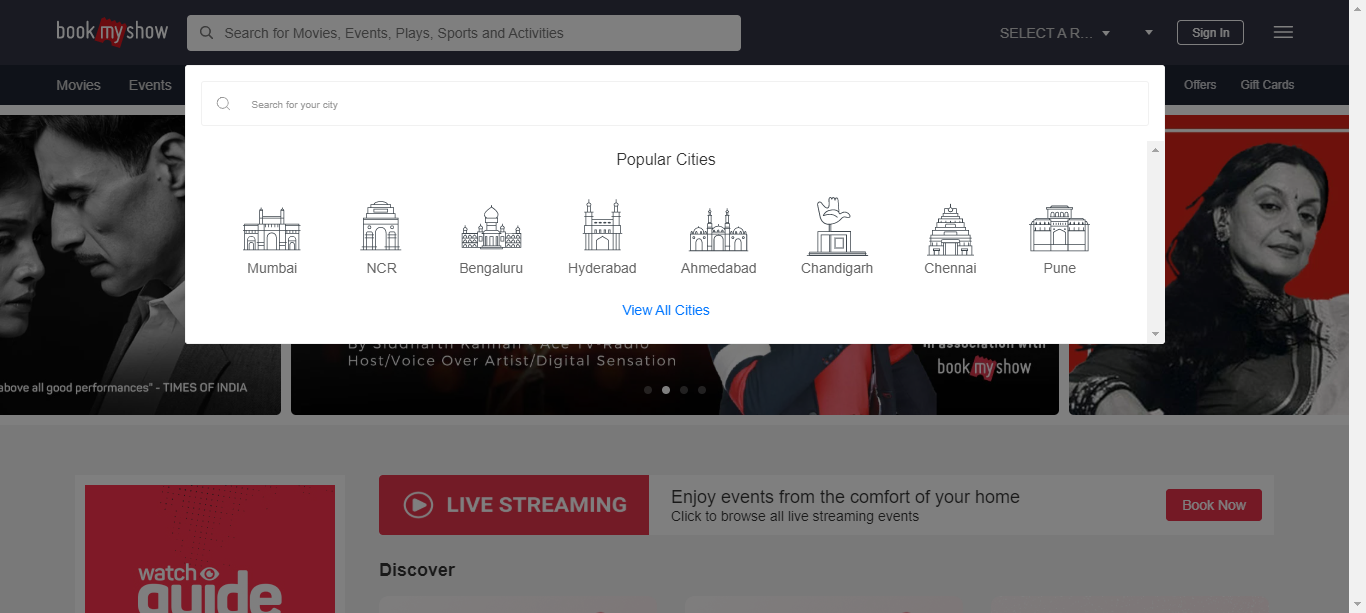 book my show
Search for Movies, Events, Plays, Sports and Activities
SELECT A R...
Sign In
Movies
Events
Offers
Gift Cards
Search for your city
Popular Cities
Mumbai
NCR
Bengaluru
Hyderabad
Ahmedabad
Chandigarh
Chennai
Pune
View All Cities
above all good performances" - TIMES OF INDIA
By Siddharth Kannan - Ace TV-Radio
Host/Voice Over Artist/Digital Sensation
In association with
book my show
LIVE STREAMING
Enjoy events from the comfort of your home
Click to browse all live streaming events
Book Now
Discover
watch
guide